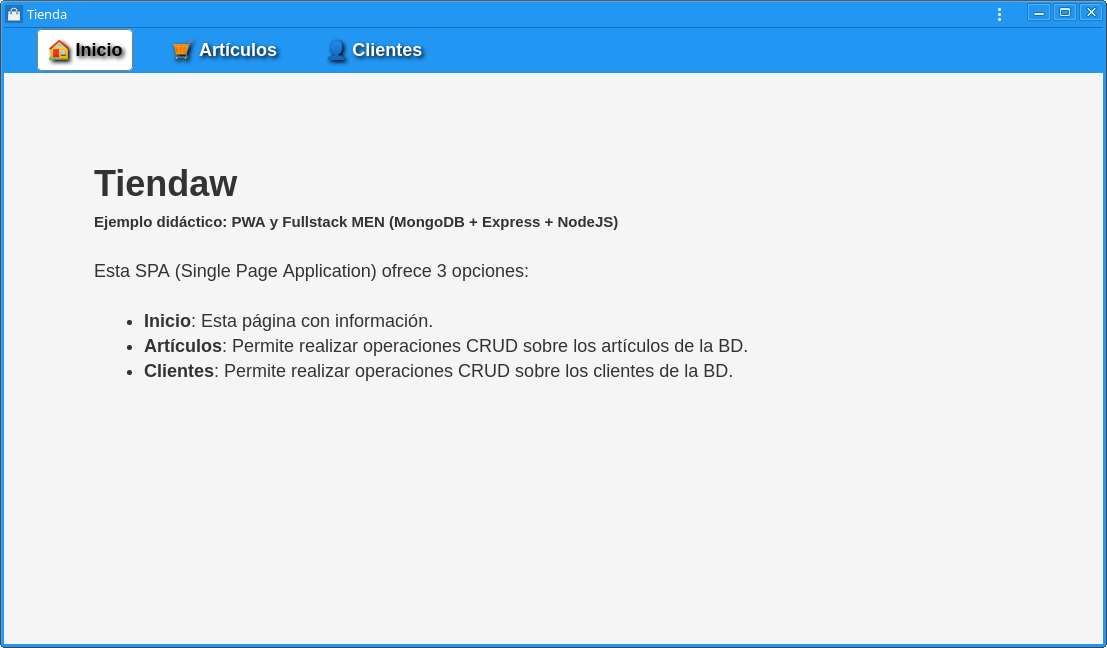 Tienda
Inicio Artículos Clientes
Tiendaw
Ejemplo didáctico: PWA y Fullstack MEN (MongoDB + Express + NodeJS)
Esta SPA (Single Page Application) ofrece 3 opciones:
Inicio: Esta página con información.
Artículos: Permite realizar operaciones CRUD sobre los artículos de la BD.
Clientes: Permite realizar operaciones CRUD sobre los clientes de la BD.